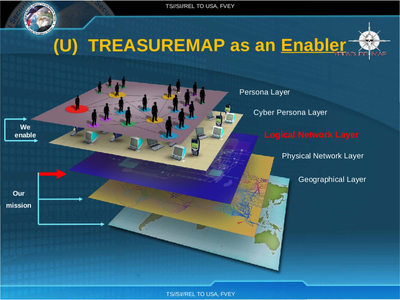 TS//SI//REL TO USA, FVEY
(U) TREASUREMAP as an Enabler
TREASUREMAP
Persona Layer
Cyber Persona Layer
Logical Network Layer
Physical Network Layer
Geographical Layer
We
enable
Our
mission
TS//SI//REL TO USA, FVEY